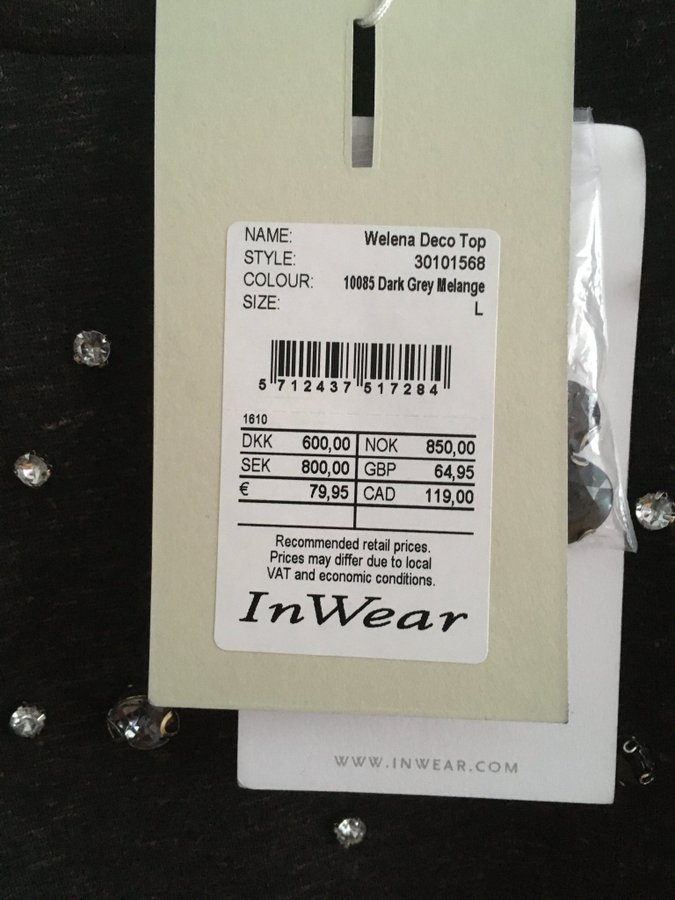 NAME: Welena Deco Top
STYLE: 30101568
COLOUR: 10085 Dark Grey Melange
SIZE: L
5 712437 517284
1610
DKK 600,00 NOK 850,00
SEK 800,00 GBP 64,95
€ 79,95 CAD 119,00
Recommended retail prices.
Prices may differ due to local
VAT and economic conditions.
InWear
WWW.INWEAR.COM